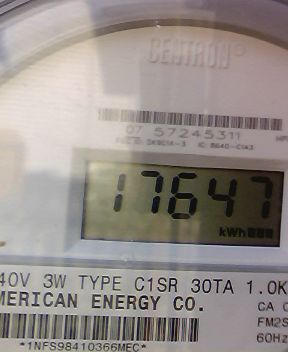 CENTRON®
07 57245311
17647
kWh
40V 3W TYPE C1SR 30TA 1.0K
MERICAN ENERGY CO.
CA
FM2S
60Hz
*1NFS98410366MEC*